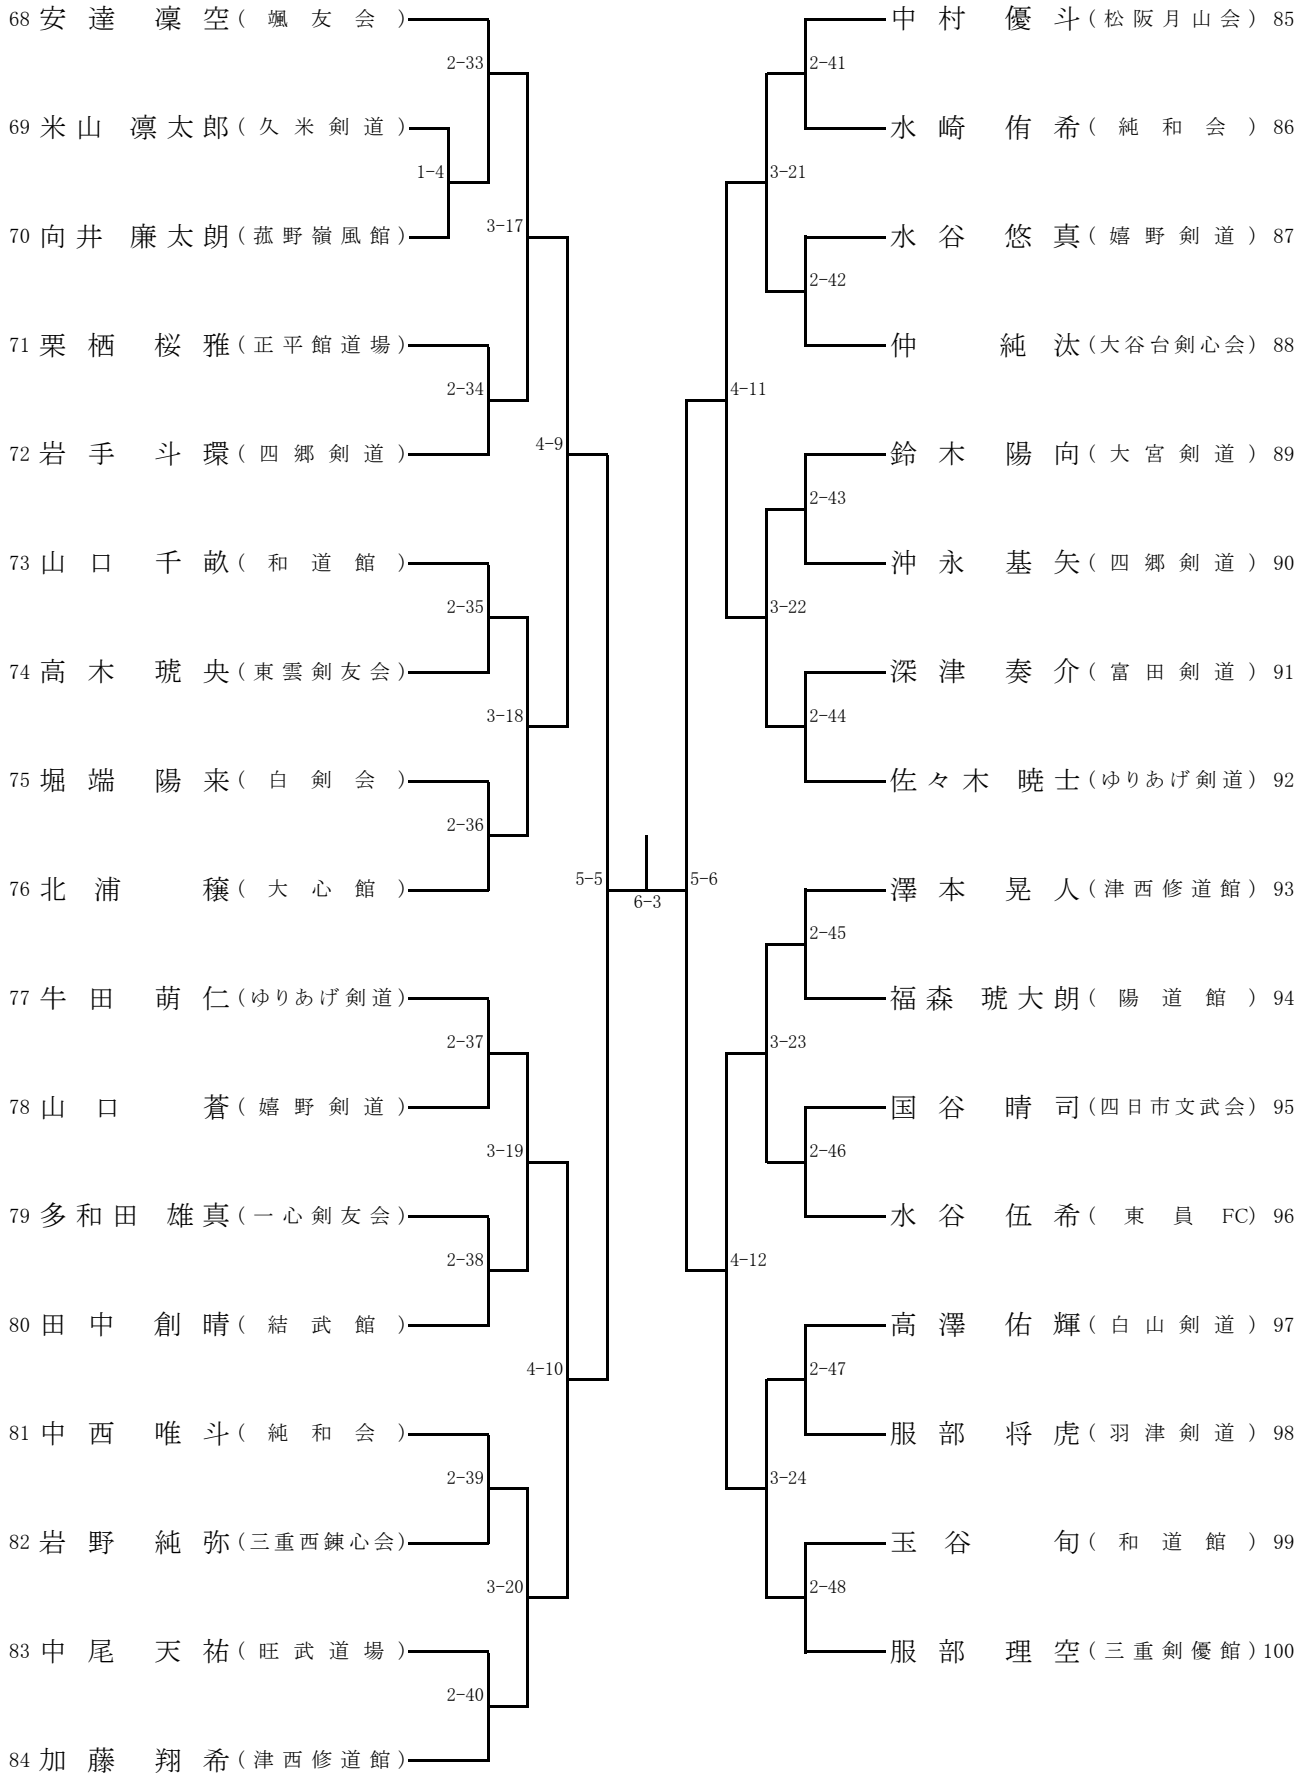 68 安達 凜空 (颯友会)
2-33
69 米山 凛太郎 (久米剣道)
1-4
3-17
70 向井 廉太朗 (菰野嶺風館)
71 栗栖 桜雅 (正平館道場)
2-34
4-9
72 岩手 斗環 (四郷剣道)
73 山口 千畝 (和道館)
2-35
74 高木 琥央 (東雲剣友会)
3-18
75 堀端 陽来 (白剣会)
2-36
76 北浦 穣 (大心館)
5-5
77 牛田 萌仁 (ゆりあげ剣道)
2-37
78 山口 蒼 (嬉野剣道)
3-19
79 多和田 雄真 (一心剣友会)
2-38
80 田中 創晴 (結武館)
4-10
81 中西 唯斗 (純和会)
2-39
82 岩野 純弥 (三重西錬心会)
3-20
83 中尾 天祐 (旺武道場)
2-40
84 加藤 翔希 (津西修道館)
6-3
中村 優斗 (松阪月山会) 85
2-41
水崎 侑希 (純和会) 86
3-21
水谷 悠真 (嬉野剣道) 87
2-42
仲 純汰 (大谷台剣心会) 88
4-11
鈴木 陽向 (大宮剣道) 89
2-43
沖永 基矢 (四郷剣道) 90
3-22
深津 奏介 (富田剣道) 91
2-44
佐々木 暁士 (ゆりあげ剣道) 92
5-6
澤本 晃人 (津西修道館) 93
2-45
福森 琥大朗 (陽道館) 94
3-23
国谷 晴司 (四日市文武会) 95
2-46
水谷 伍希 (東員FC) 96
4-12
高澤 佑輝 (白山剣道) 97
2-47
服部 将虎 (羽津剣道) 98
3-24
玉谷 旬 (和道館) 99
2-48
服部 理空 (三重剣優館) 100